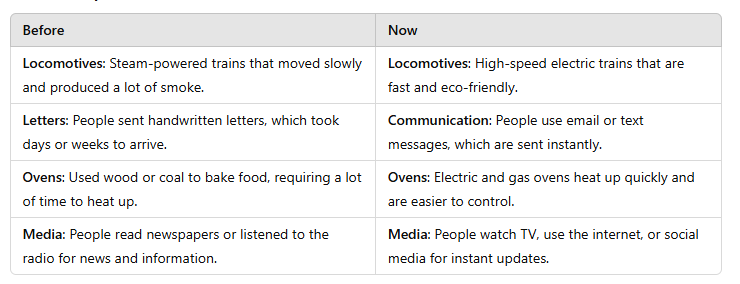 Before
Now
Locomotives: Steam-powered trains that moved slowly
and produced a lot of smoke.
Locomotives: High-speed electric trains that are
fast and eco-friendly.
Letters: People sent handwritten letters, which took
days or weeks to arrive.
Communication: People use email or text
messages, which are sent instantly.
Ovens: Used wood or coal to bake food, requiring a lot
of time to heat up.
Ovens: Electric and gas ovens heat up quickly and
are easier to control.
Media: People read newspapers or listened to the
radio for news and information.
Media: People watch TV, use the internet, or social
media for instant updates.